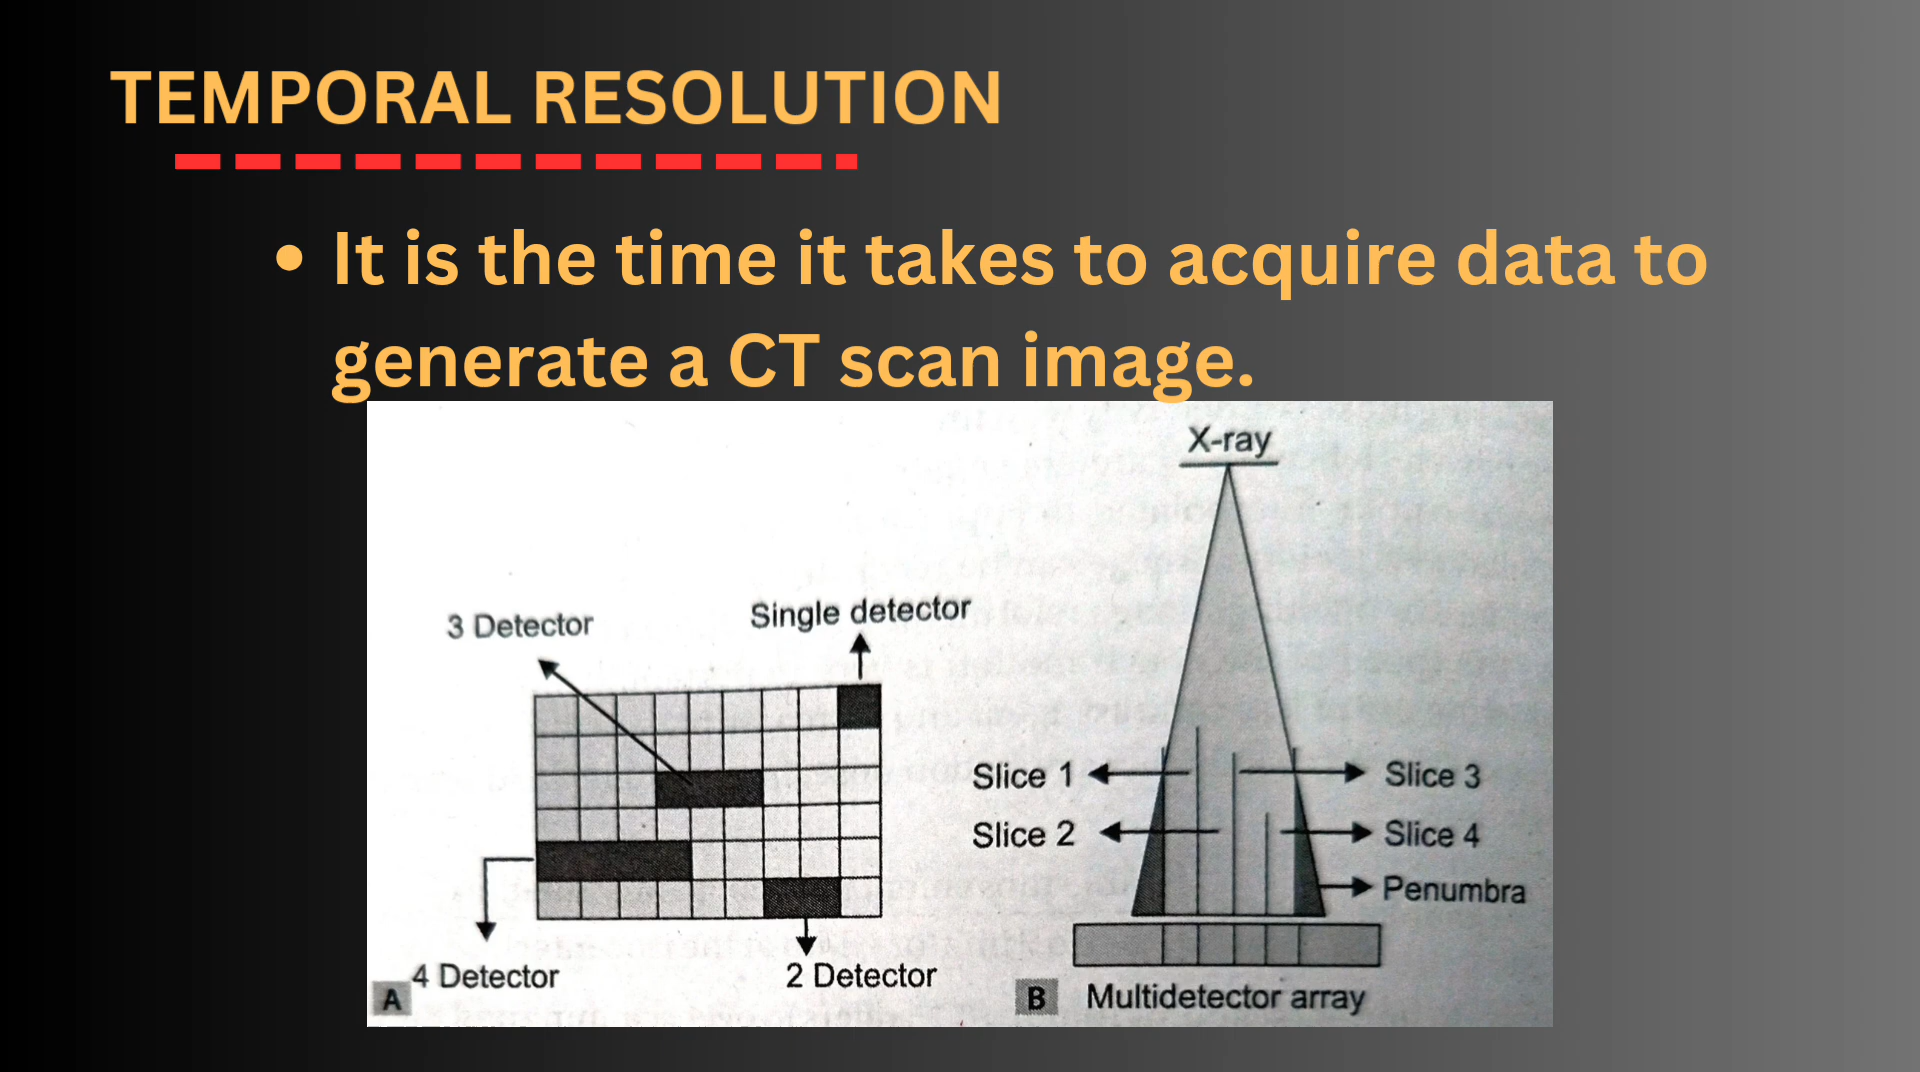 TEMPORAL RESOLUTION
• It is the time it takes to acquire data to
generate a CT scan image.
3 Detector
Single detector
4 Detector
2 Detector
A
X-ray
Slice 1
Slice 3
Slice 2
Slice 4
Penumbra
B
Multidetector array